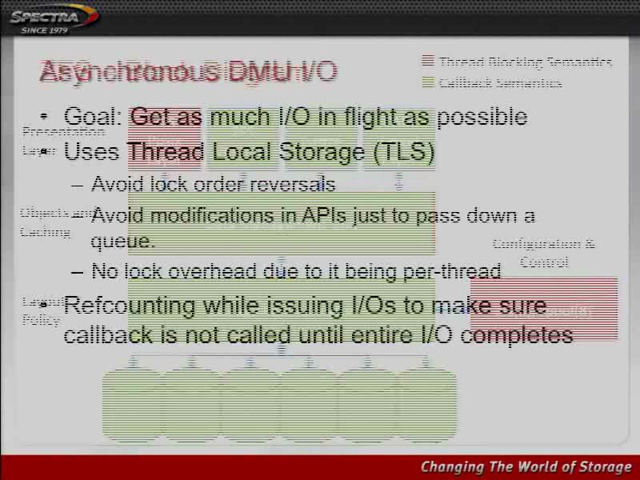 SPECTRA
SINCE 1979
Asynchronous DMU I/O
Thread Blocking Semantics
Callback Semantics
• Goal: Get as much I/O in flight as possible
Presentation
Layer
• Uses Thread Local Storage (TLS)
– Avoid lock order reversals
Objects and
Caching
– Avoid modifications in APIs just to pass down a
queue.
Configuration &
Control
– No lock overhead due to it being per-thread
Layout
Policy
• Refcounting while issuing I/Os to make sure
callback is not called until entire I/O completes
Changing The World of Storage